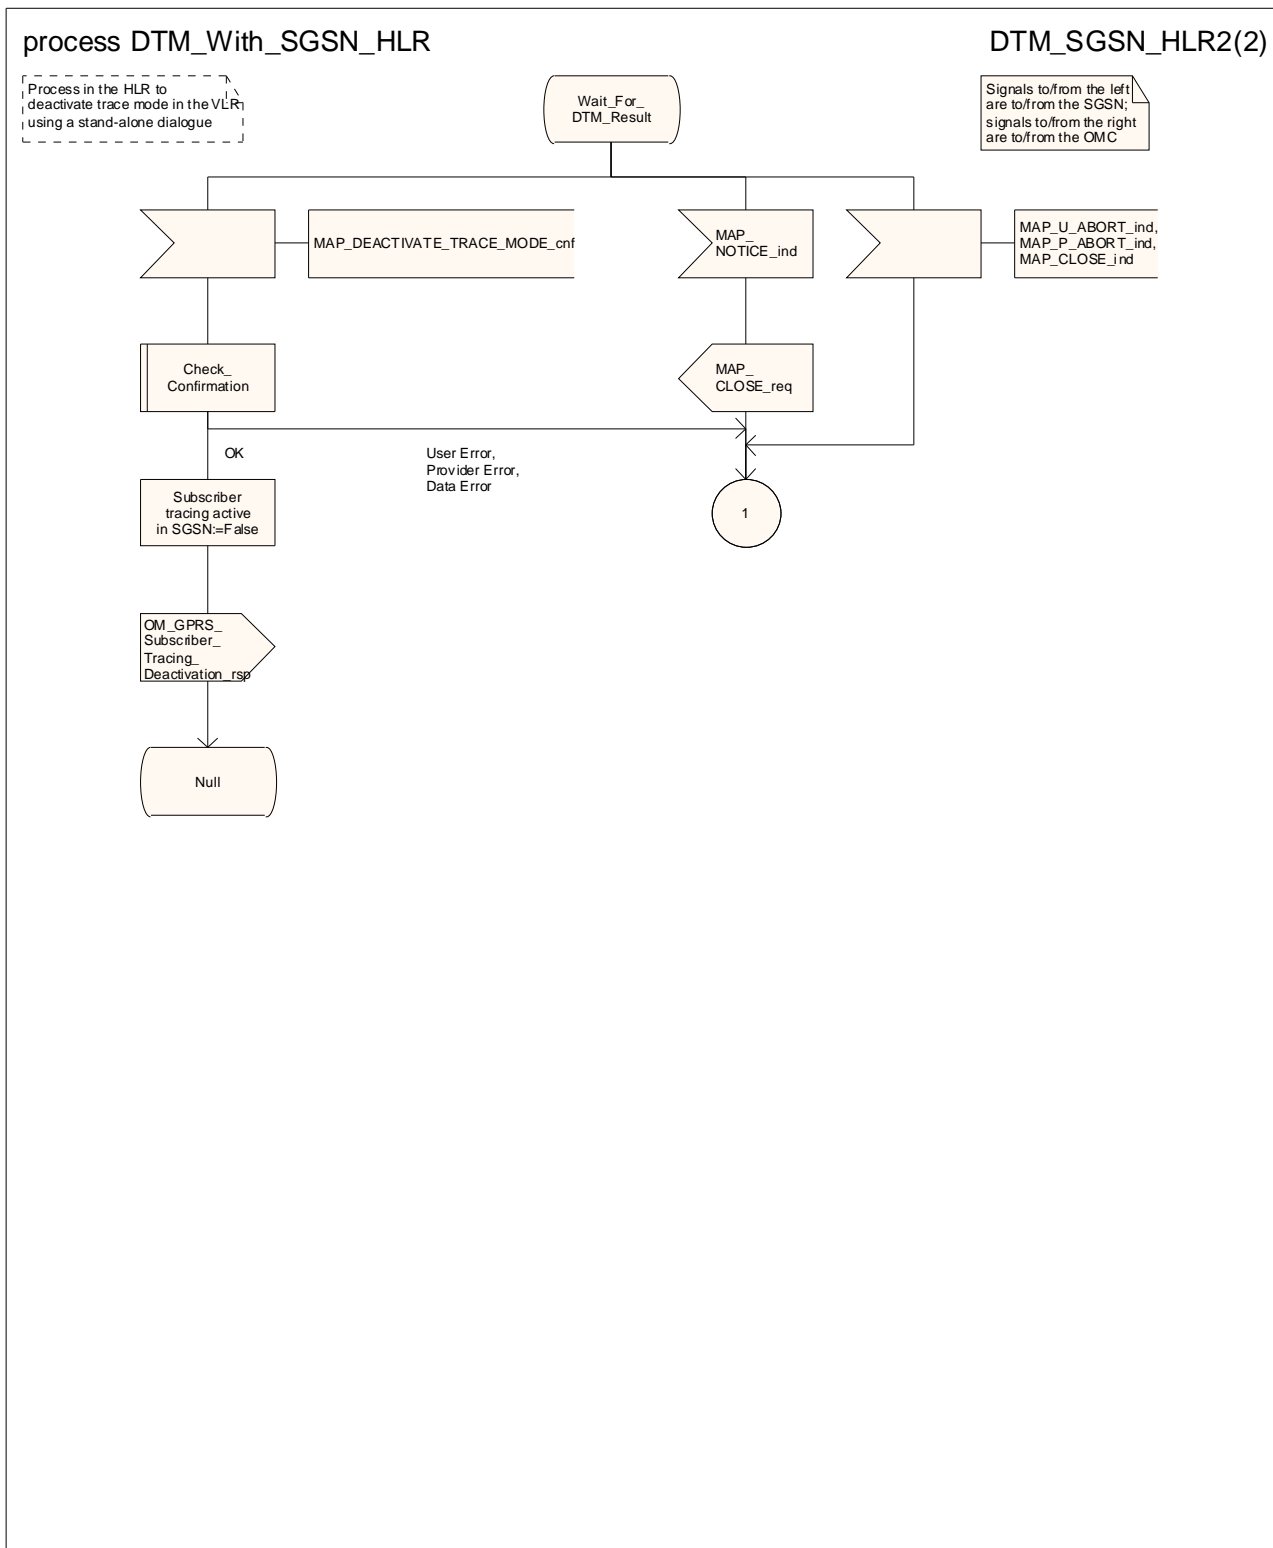 process DTM_With_SGSN_HLR
DTM_SGSN_HLR2(2)
Process in the HLR to
deactivate trace mode in the VLR
using a stand-alone dialogue
Wait_For_
DTM_Result
Signals to/from the left
are to/from the SGSN;
signals to/from the right
are to/from the OMC
MAP_DEACTIVATE_TRACE_MODE_cnf
MAP_
NOTICE_ind
MAP_U_ABORT_ind,
MAP_P_ABORT_ind,
MAP_CLOSE_ind
Check_
Confirmation
MAP_
CLOSE_req
OK
User Error,
Provider Error,
Data Error
Subscriber
tracing active
in SGSN:=False
1
OM_GPRS_
Subscriber_
Tracing_
Deactivation_rsp
Null